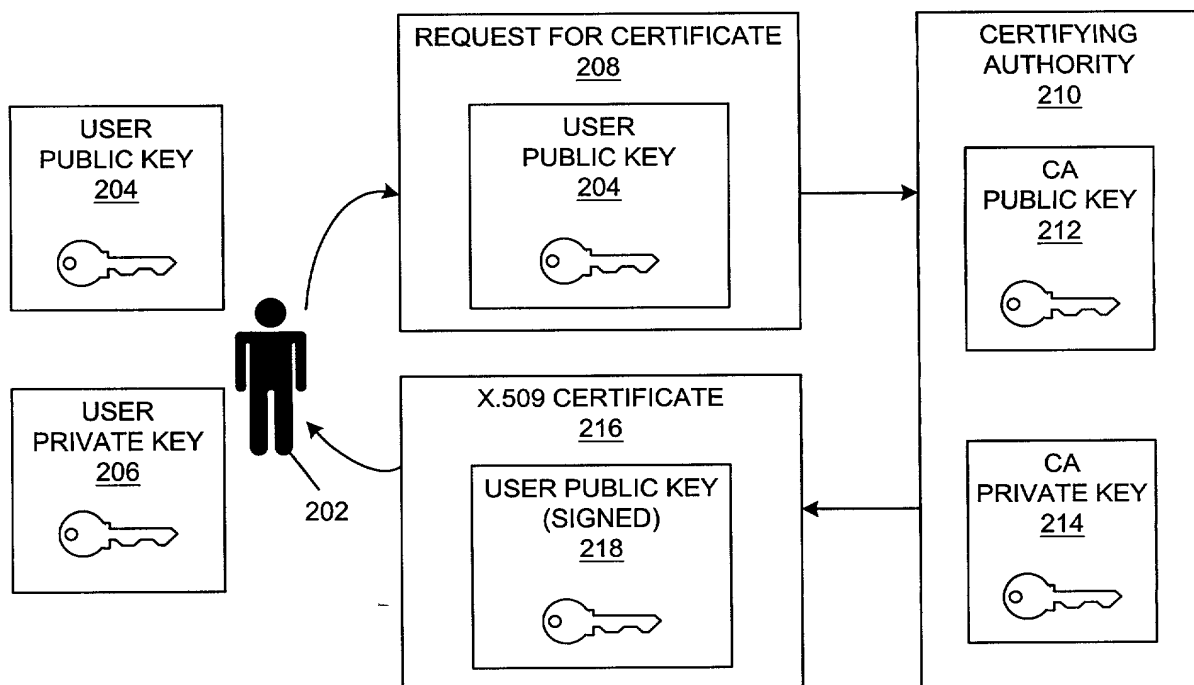 USER
PUBLIC KEY
204
USER
PRIVATE KEY
206
202
REQUEST FOR CERTIFICATE
208
USER
PUBLIC KEY
204
X.509 CERTIFICATE
216
USER PUBLIC KEY
(SIGNED)
218
CERTIFYING
AUTHORITY
210
CA
PUBLIC KEY
212
CA
PRIVATE KEY
214